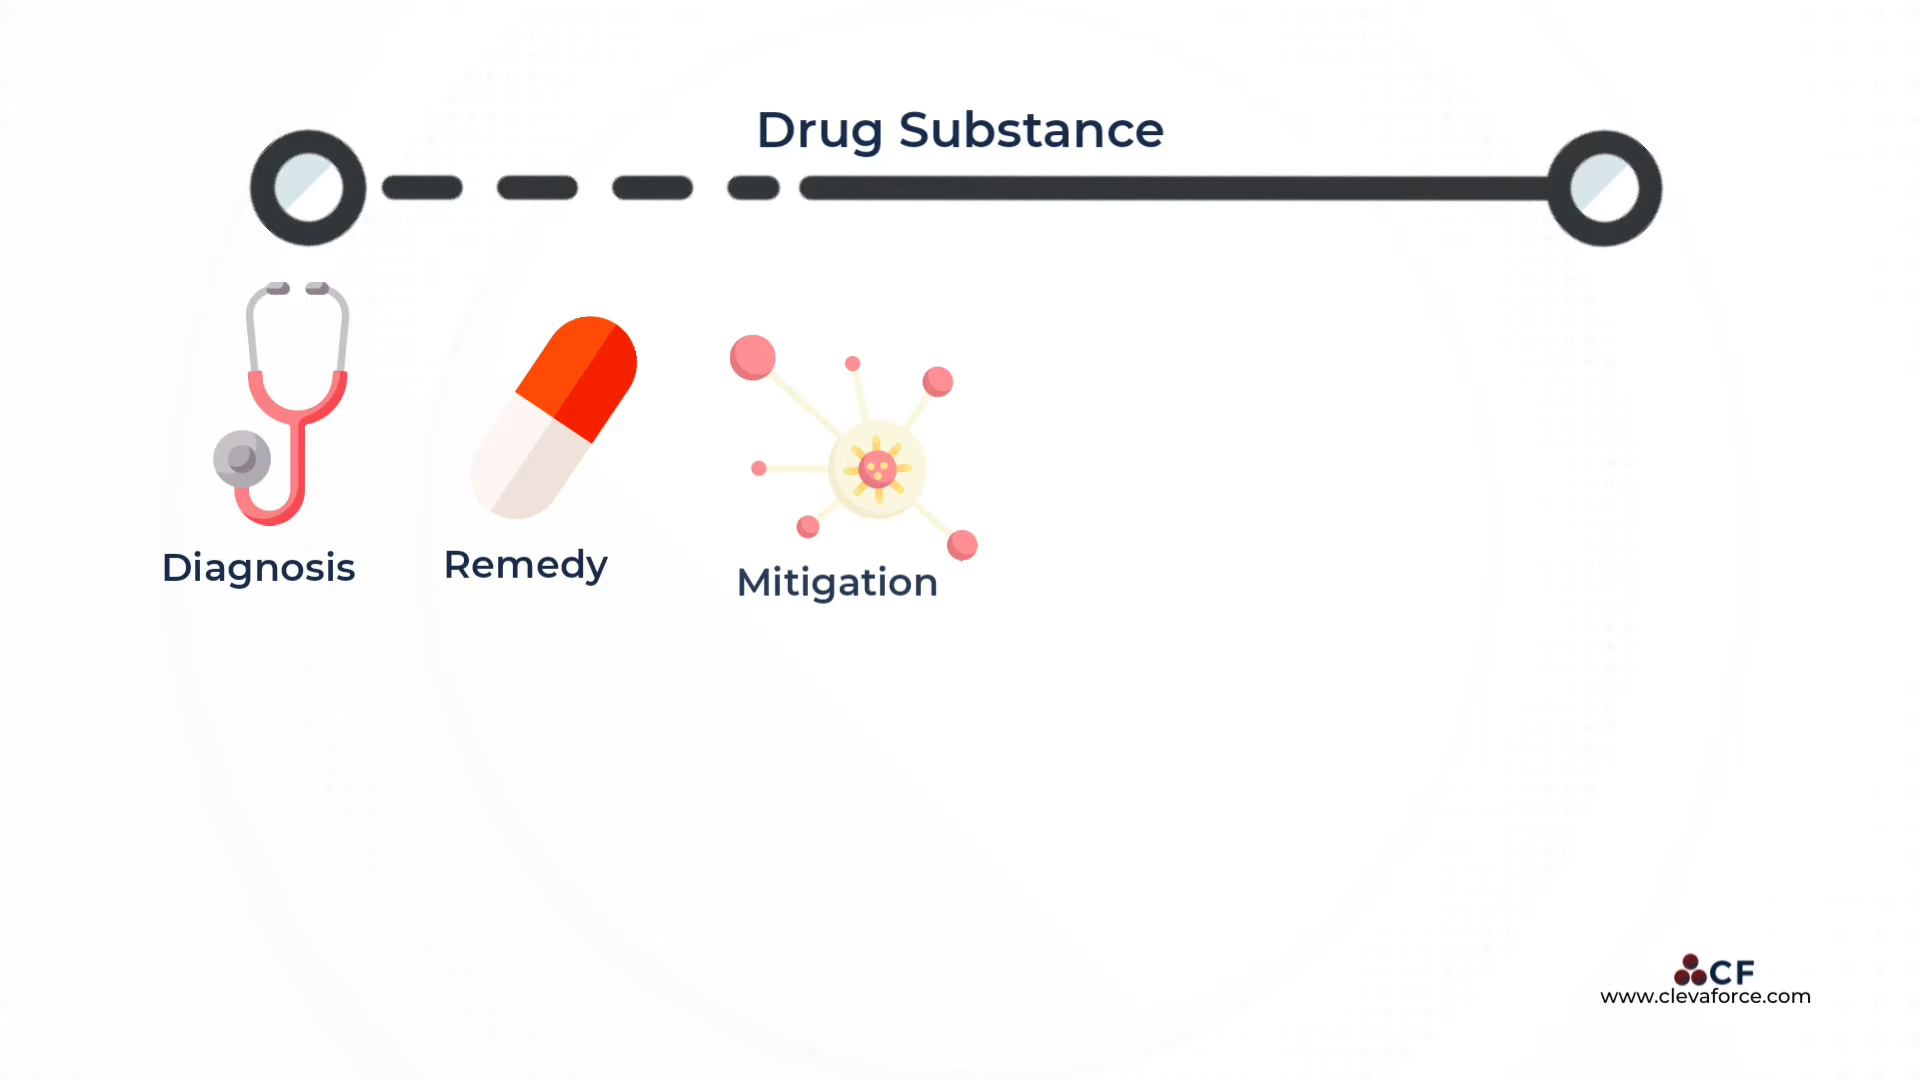 Drug Substance
Diagnosis
Remedy
Mitigation
CF
www.clevaforce.com